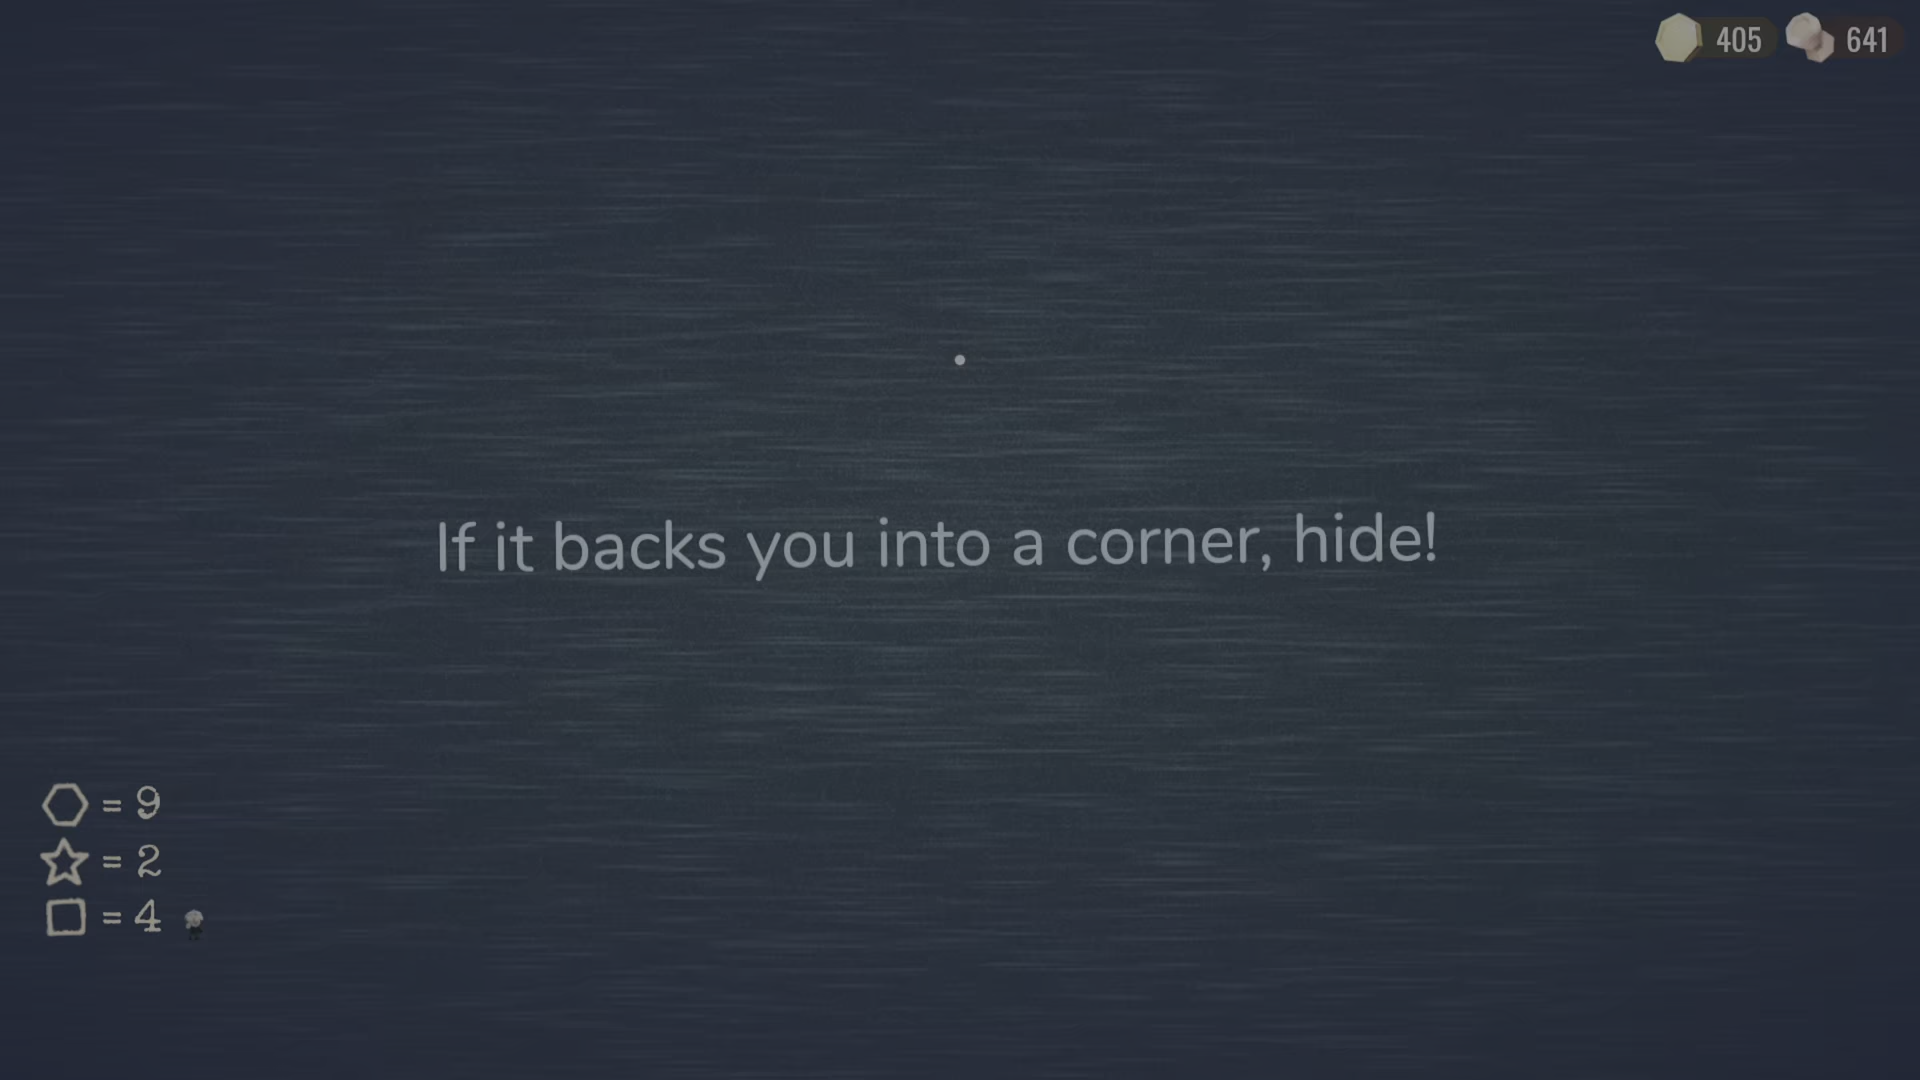 405 641
If it backs you into a corner, hide!
= 9
= 2
= 4